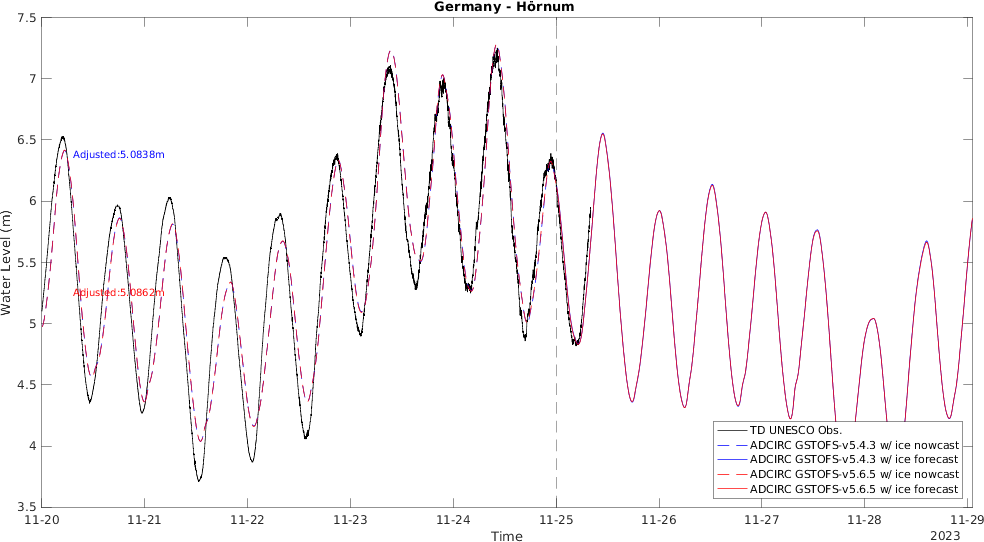 Germany - Hörnum
7.5
7
6.5
6
5.5
5
4.5
4
3.5
Water Level (m)
Adjusted:5.0838m
Adjusted:5.0862m
TD UNESCO Obs.
ADCIRC GSTOFS-v5.4.3 w/ ice nowcast
ADCIRC GSTOFS-v5.4.3 w/ ice forecast
ADCIRC GSTOFS-v5.6.5 w/ ice nowcast
ADCIRC GSTOFS-v5.6.5 w/ ice forecast
11-20 11-21 11-22 11-23 11-24 11-25 11-26 11-27 11-28 11-29
Time
2023